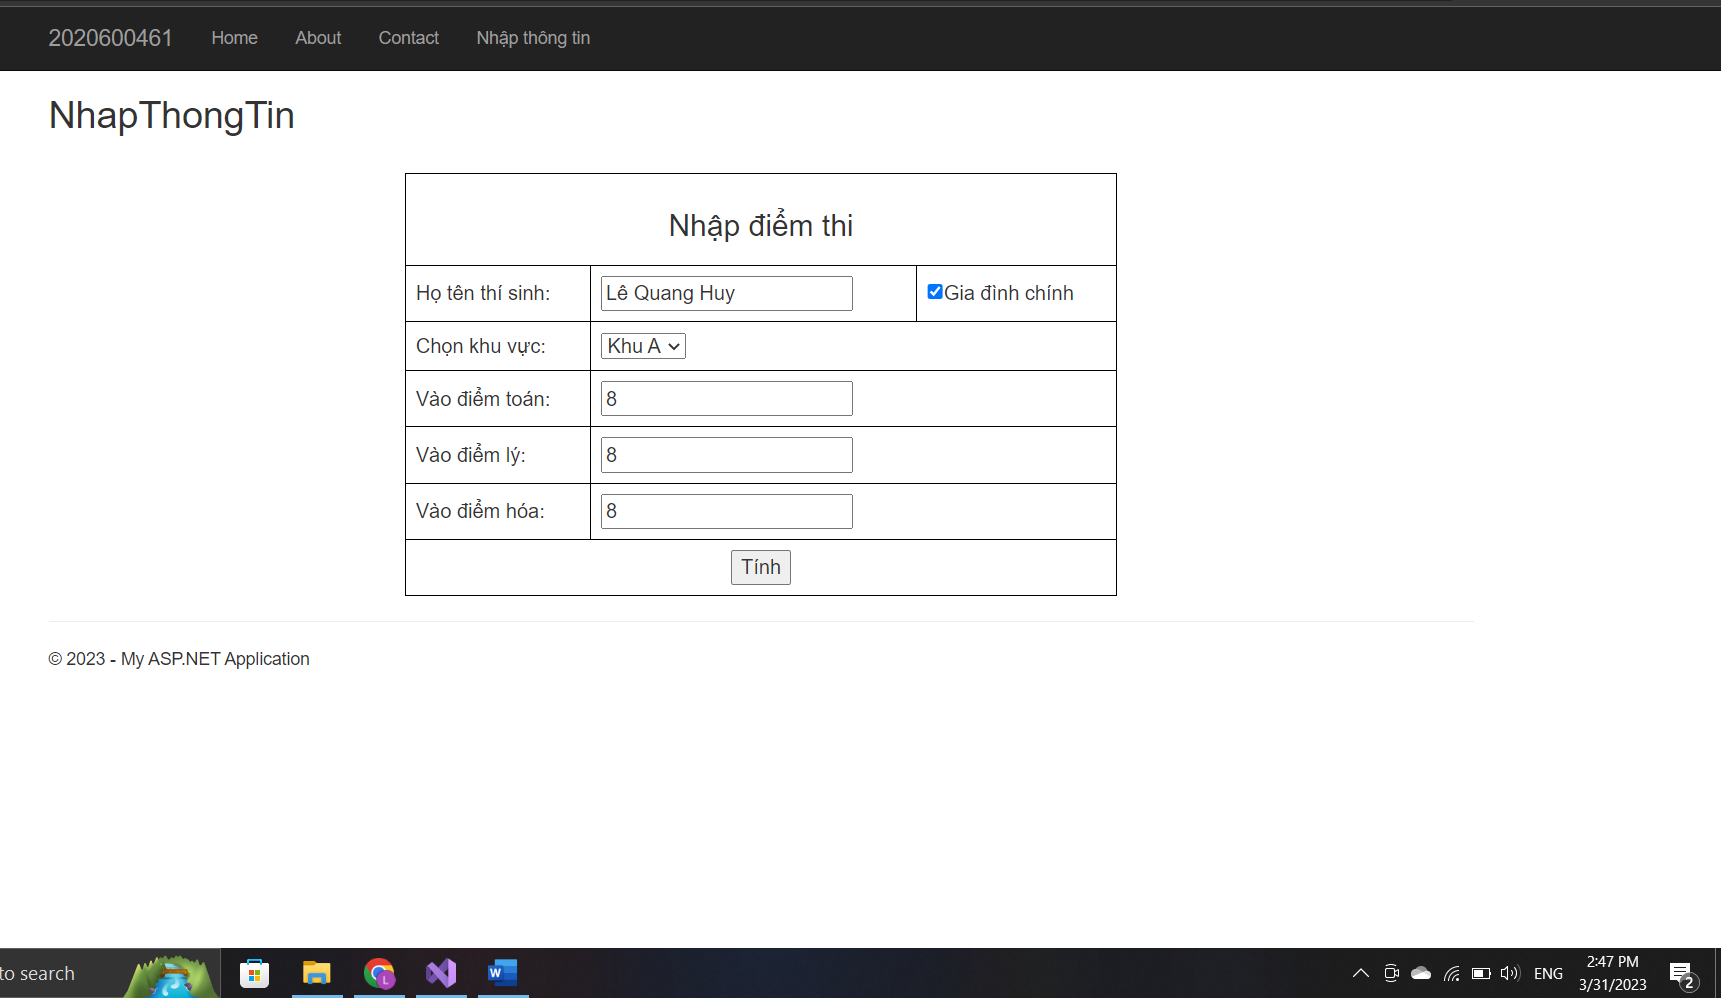 2020600461 Home About Contact Nhập thông tin
NhapThongTin
Nhập điểm thi
Họ tên thí sinh: Lê Quang Huy Gia đình chính
Chọn khu vực: Khu A
Vào điểm toán: 8
Vào điểm lý: 8
Vào điểm hóa: 8
Tính
© 2023 - My ASP.NET Application
to search L W ENG 2:47 PM
3/31/2023 2